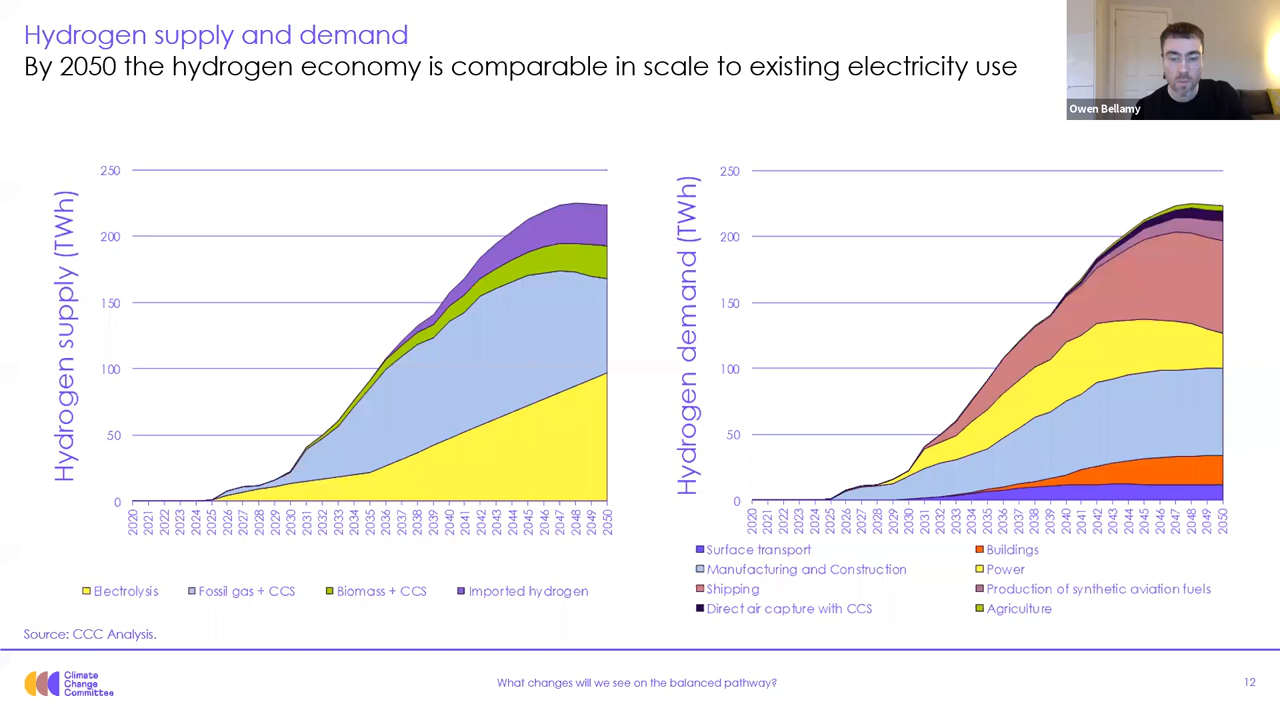 Hydrogen supply and demand
By 2050 the hydrogen economy is comparable in scale to existing electricity use
Owen Bellamy
Hydrogen supply (TWh)
250
200
150
100
50
0
2020 2021 2022 2023 2024 2025 2026 2027 2028 2029 2030 2031 2032 2033 2034 2035 2036 2037 2038 2039 2040 2041 2042 2043 2044 2045 2046 2047 2048 2049 2050
Electrolysis Fossil gas + CCS Biomass + CCS Imported hydrogen
Hydrogen demand (TWh)
250
200
150
100
50
0
2020 2021 2022 2023 2024 2025 2026 2027 2028 2029 2030 2031 2032 2033 2034 2035 2036 2037 2038 2039 2040 2041 2042 2043 2044 2045 2046 2047 2048 2049 2050
Surface transport Buildings
Manufacturing and Construction Power
Shipping Production of synthetic aviation fuels
Direct air capture with CCS Agriculture
Source: CCC Analysis.
Climate
Change
Committee
What changes will we see on the balanced pathway?
12